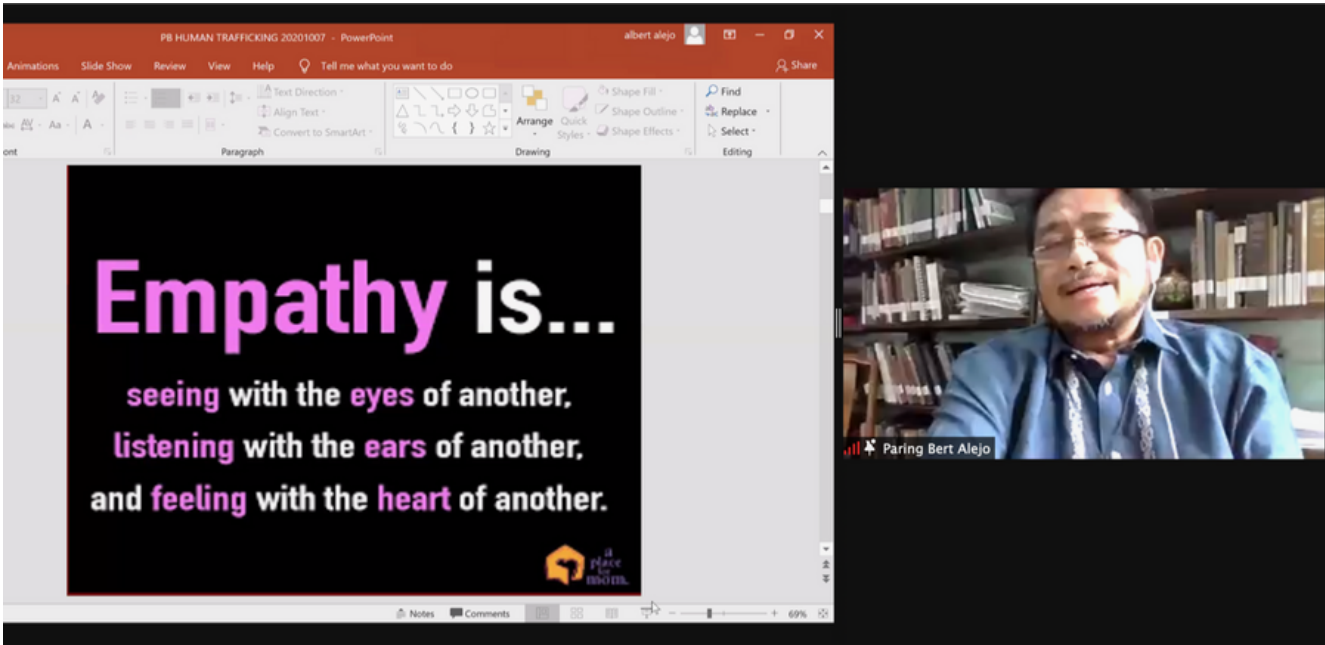 PB HUMAN TRAFFICKING 20201007 - PowerPoint
albert alejo
Animations Slide Show Review View Help Tell me what you want to do
Share
32
Text Direction
Align Text
Convert to SmartArt
Paragraph
Arrange
Quick
Styles
Shape Fill
Shape Outline
Shape Effects
Drawing
Find
Replace
Select
Editing
Empathy is...
seeing with the eyes of another,
listening with the ears of another,
and feeling with the heart of another.
a
place
for
mom.
Paring Bert Alejo
Notes Comments 69%